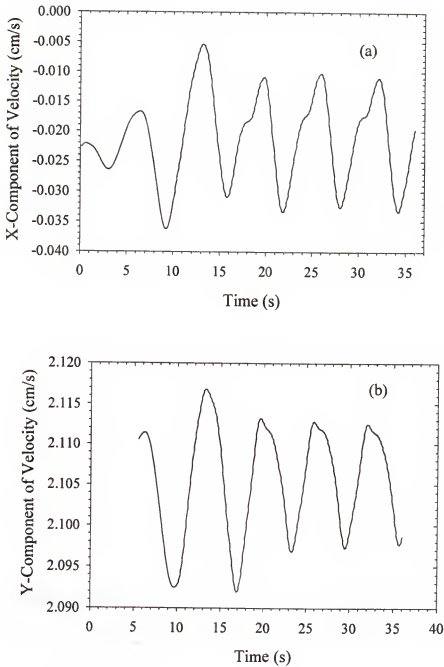 0.000
-0.005
-0.010
-0.015
-0.020
-0.025
-0.030
-0.035
-0.040
X-Component of Velocity (cm/s)
(a)
0 5 10 15 20 25 30 35
Time (s)
2.120
2.115
2.110
2.105
2.100
2.095
2.090
Y-Component of Velocity (cm/s)
(b)
0 5 10 15 20 25 30 35 40
Time (s)